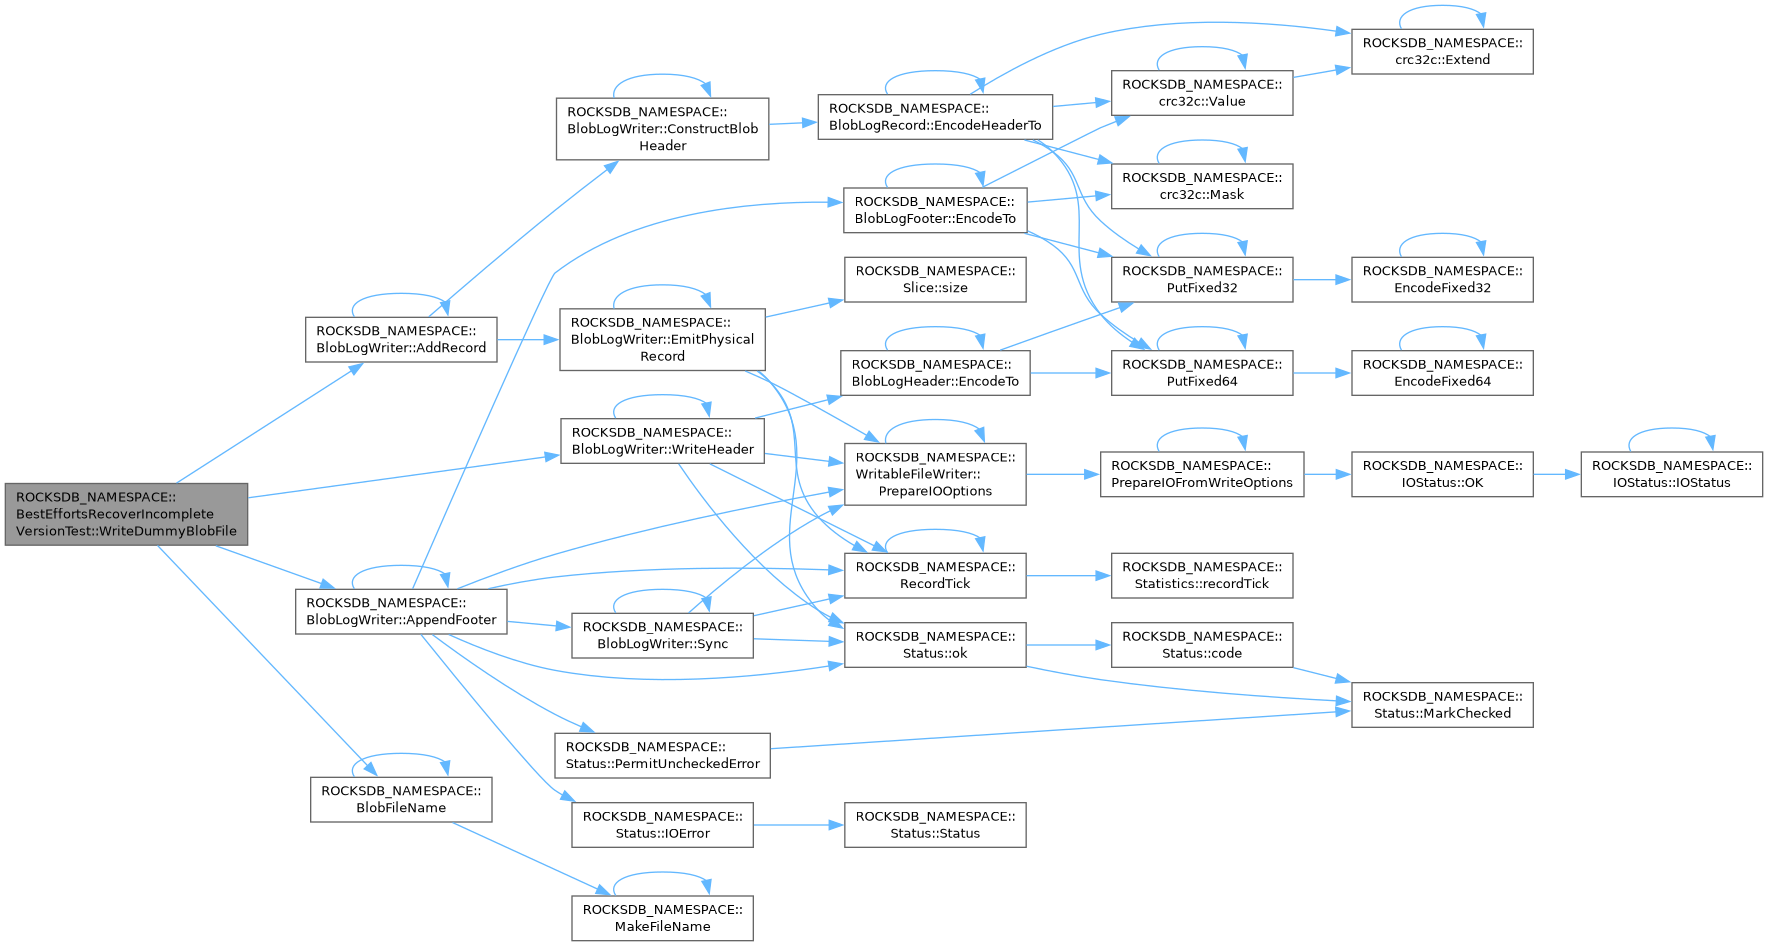 ROCKSDB_NAMESPACE::
BestEffortsRecoverIncomplete
VersionTest::WriteDummyBlobFile
ROCKSDB_NAMESPACE::
BlobLogWriter::AddRecord
ROCKSDB_NAMESPACE::
BlobLogWriter::ConstructBlob
Header
ROCKSDB_NAMESPACE::
BlobLogRecord::EncodeHeaderTo
ROCKSDB_NAMESPACE::
crc32c::Extend
ROCKSDB_NAMESPACE::
crc32c::Value
ROCKSDB_NAMESPACE::
crc32c::Mask
ROCKSDB_NAMESPACE::
PutFixed32
ROCKSDB_NAMESPACE::
EncodeFixed32
ROCKSDB_NAMESPACE::
PutFixed64
ROCKSDB_NAMESPACE::
EncodeFixed64
ROCKSDB_NAMESPACE::
BlobLogWriter::EmitPhysical
Record
ROCKSDB_NAMESPACE::
Slice::size
ROCKSDB_NAMESPACE::
WritableFileWriter::
PrepareIOOptions
ROCKSDB_NAMESPACE::
PrepareIOFromWriteOptions
ROCKSDB_NAMESPACE::
IOStatus::OK
ROCKSDB_NAMESPACE::
IOStatus::IOStatus
ROCKSDB_NAMESPACE::
RecordTick
ROCKSDB_NAMESPACE::
Statistics::recordTick
ROCKSDB_NAMESPACE::
Status::ok
ROCKSDB_NAMESPACE::
Status::code
ROCKSDB_NAMESPACE::
Status::MarkChecked
ROCKSDB_NAMESPACE::
BlobLogWriter::AppendFooter
ROCKSDB_NAMESPACE::
BlobLogFooter::EncodeTo
ROCKSDB_NAMESPACE::
BlobLogWriter::Sync
ROCKSDB_NAMESPACE::
Status::PermitUncheckedError
ROCKSDB_NAMESPACE::
Status::IOError
ROCKSDB_NAMESPACE::
Status::Status
ROCKSDB_NAMESPACE::
BlobLogWriter::WriteHeader
ROCKSDB_NAMESPACE::
BlobLogHeader::EncodeTo
ROCKSDB_NAMESPACE::
BlobFileName
ROCKSDB_NAMESPACE::
MakeFileName